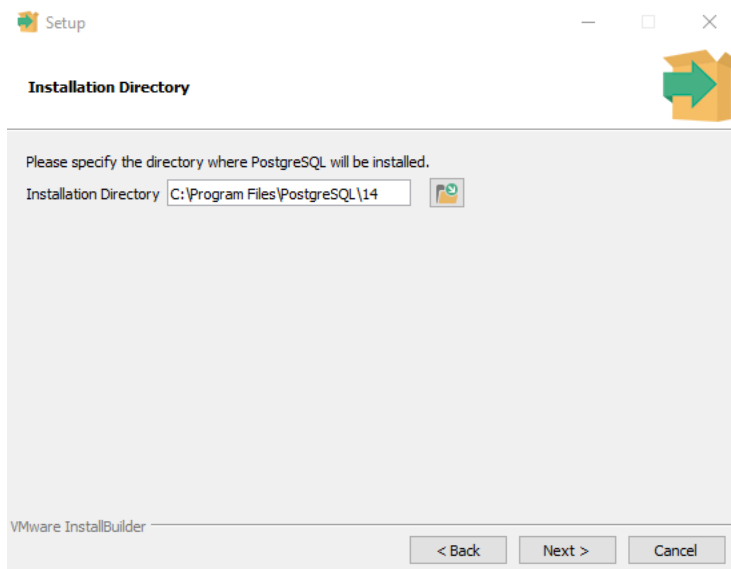 Setup
Installation Directory
Please specify the directory where PostgreSQL will be installed.
Installation Directory C:\Program Files\PostgreSQL\14
VMware InstallBuilder
< Back Next > Cancel